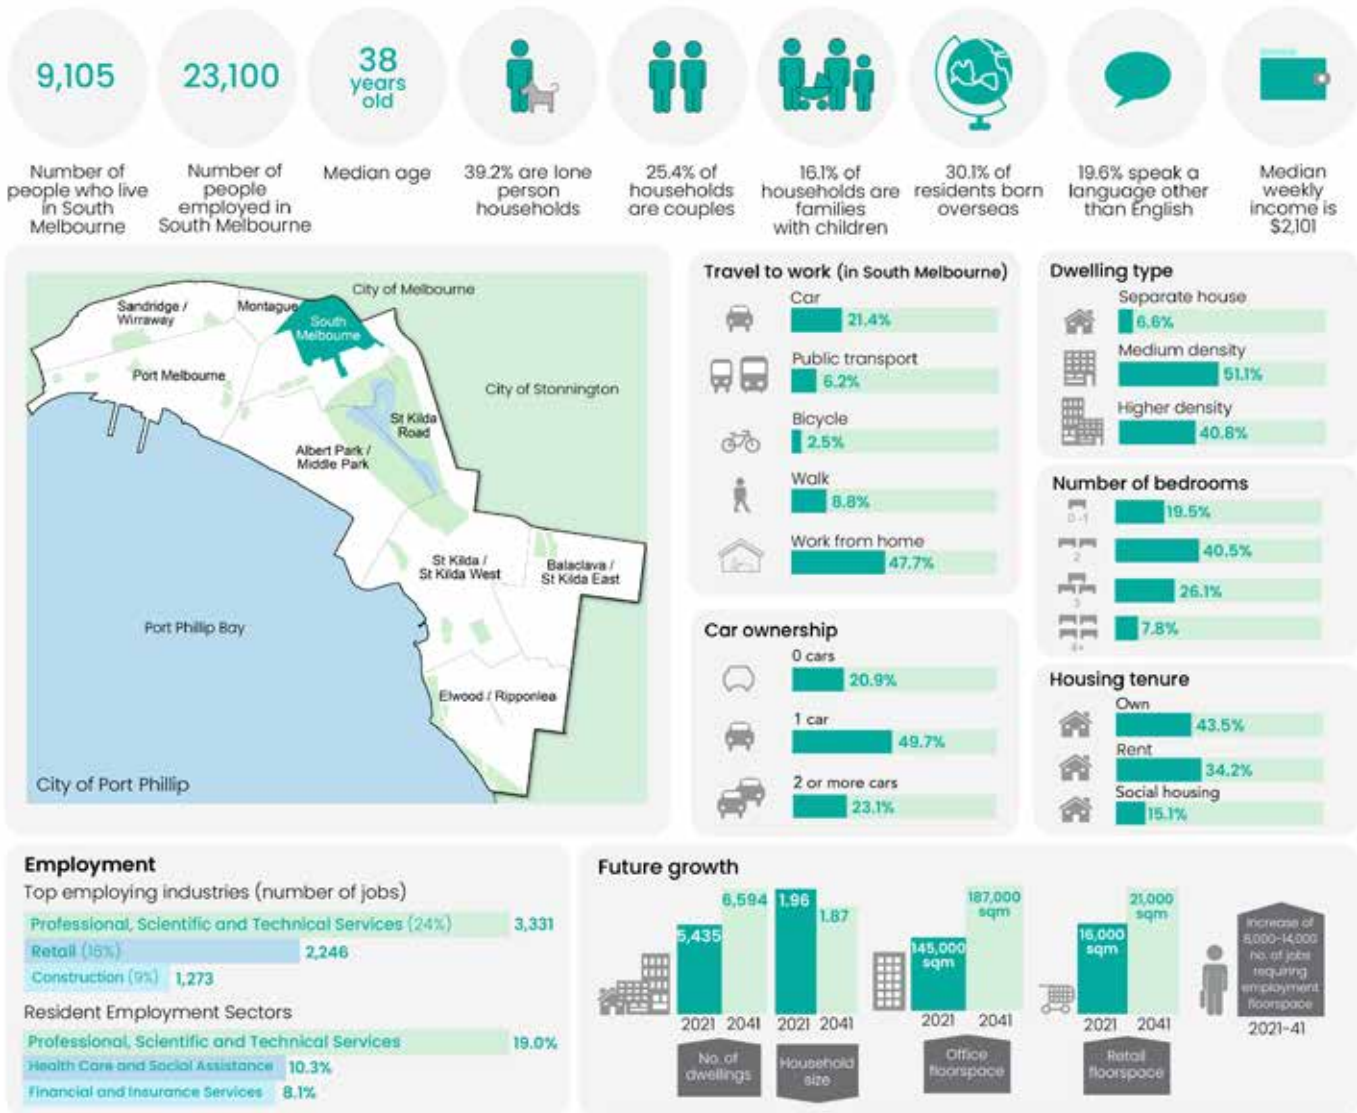 9,105
23,100
38
years
old
Number of
people who live
in South
Melbourne
Number of
people
employed in
South Melbourne
Median age
39.2% are lone
person
households
25.4% of
households
are couples
16.1% of
households are
families
with children
30.1% of
residents born
overseas
19.6% speak a
language other
than English
Median
weekly
income is
$2,101
City of Melbourne
Sandridge /
Wirraway
Montague
South
Melbourne
Port Melbourne
City of Stonnington
St Kilda
Road
Albert Park /
Middle Park
St Kilda /
St Kilda West
Balaclava /
St Kilda East
Port Phillip Bay
Elwood / Ripponlea
City of Port Phillip
Travel to work (in South Melbourne)
Car
21.4%
Public transport
6.2%
Bicycle
2.5%
Walk
8.8%
Work from home
47.7%
Car ownership
0 cars
20.9%
1 car
49.7%
2 or more cars
23.1%
Dwelling type
Separate house
6.6%
Medium density
51.1%
Higher density
40.8%
Number of bedrooms
0-1
19.5%
2
40.5%
3
26.1%
4+
7.8%
Housing tenure
Own
43.5%
Rent
34.2%
Social housing
15.1%
Employment
Top employing industries (number of jobs)
Professional, Scientific and Technical Services (24%) 3,331
Retail (16%) 2,246
Construction (9%) 1,273
Resident Employment Sectors
Professional, Scientific and Technical Services 19.0%
Health Care and Social Assistance 10.3%
Financial and Insurance Services 8.1%
Future growth
5,435
6,594
2021 2041
No. of
dwellings
1.96
1.87
2021 2041
Household
size
145,000
sqm
187,000
sqm
2021 2041
Office
floorspace
16,000
sqm
21,000
sqm
2021 2041
Retail
floorspace
Increase of
-14,000
no. of jobs
requiring
employment
floorspace
2021-41